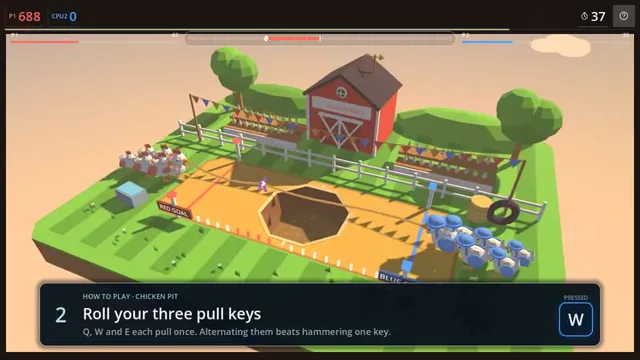 P1 688 CPU2 0
37
RED GOAL
BLUE
HOW TO PLAY · CHICKEN PIT
PRESSED
2 Roll your three pull keys
W
Q, W and E each pull once. Alternating them beats hammering one key.